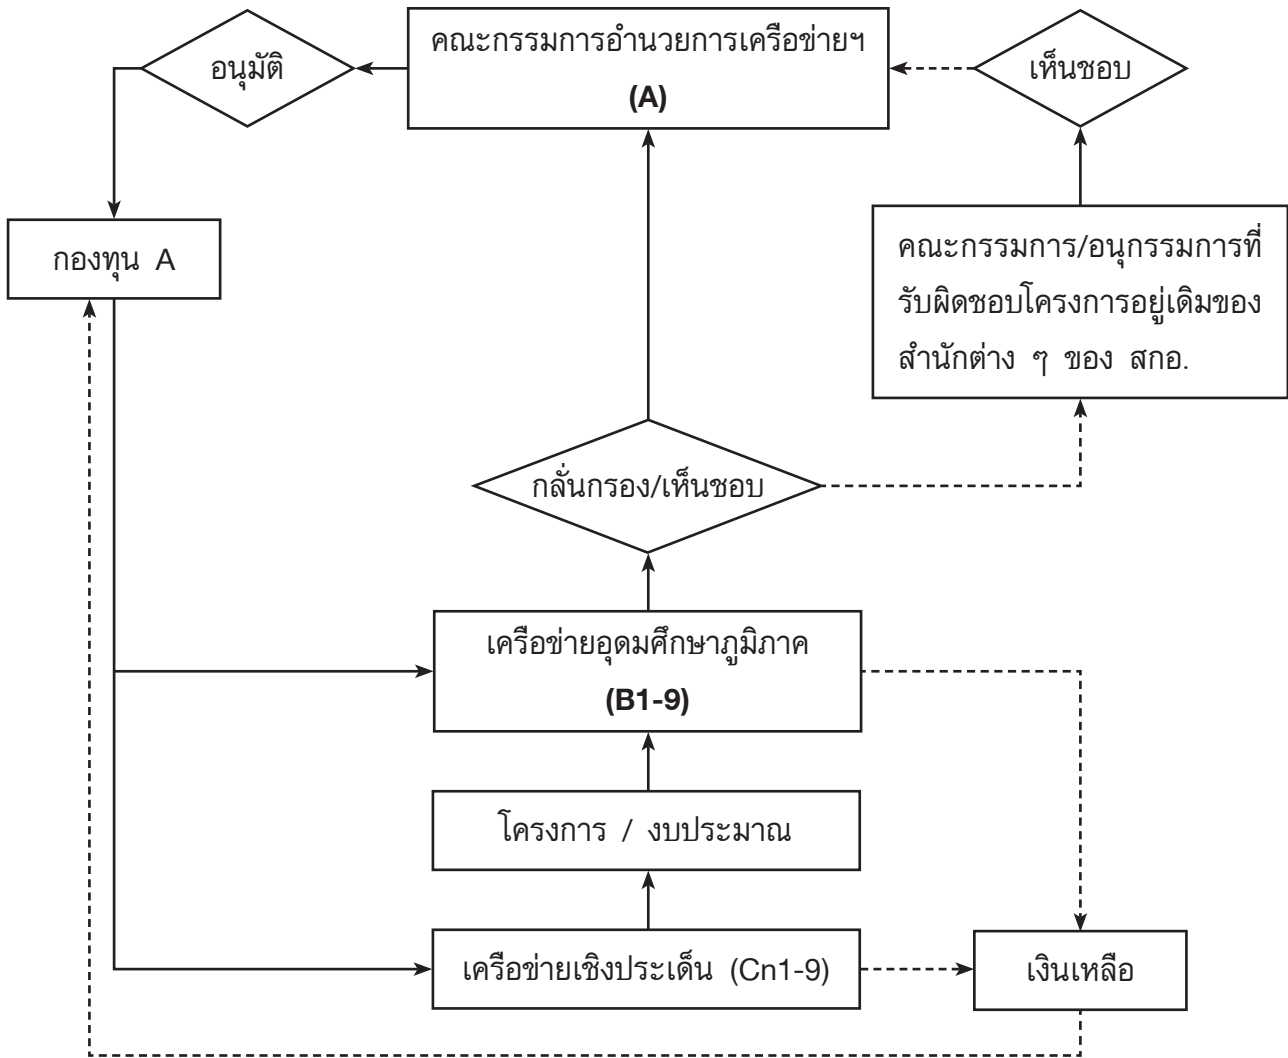 อนุมัติ
คณะกรรมการอำนวยการเครือข่ายฯ
(A)
เห็นชอบ
กองทุน A
คณะกรรมการ/อนุกรรมการที่
รับผิดชอบโครงการอยู่เดิมของ
สำนักต่าง ๆ ของ สกอ.
กลั่นกรอง/เห็นชอบ
เครือข่ายอุดมศึกษาภูมิภาค
(B1-9)
โครงการ / งบประมาณ
เครือข่ายเชิงประเด็น (Cn1-9)
เงินเหลือ